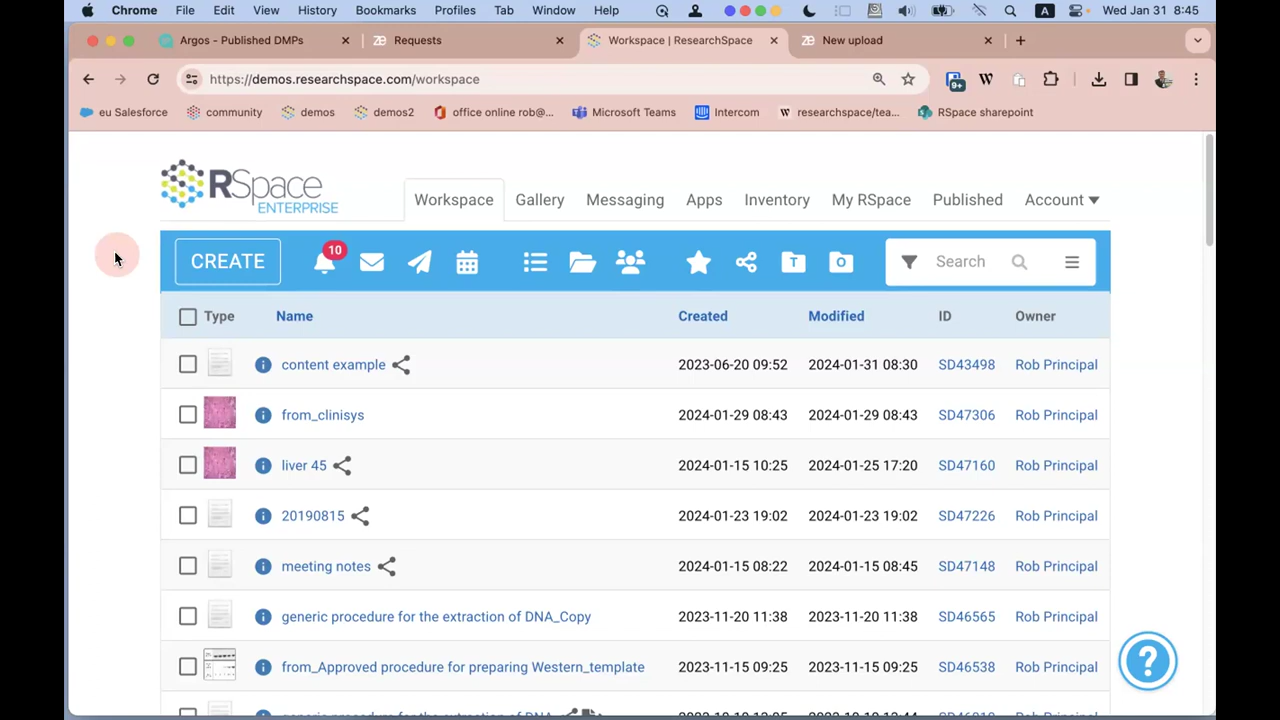 Chrome File Edit View History Bookmarks Profiles Tab Window Help A Wed Jan 31 8:45
Argos - Published DMPs Requests Workspace | ResearchSpace New upload
https://demos.researchspace.com/workspace 9+ W
eu Salesforce community demos demos2 office online rob@... Microsoft Teams Intercom researchspace/tea... RSpace sharepoint
RSpace
ENTERPRISE
Workspace Gallery Messaging Apps Inventory My RSpace Published Account
CREATE 10 T O Search
Type Name Created Modified ID Owner
content example 2023-06-20 09:52 2024-01-31 08:30 SD43498 Rob Principal
from_clinisys 2024-01-29 08:43 2024-01-29 08:43 SD47306 Rob Principal
liver 45 2024-01-15 10:25 2024-01-25 17:20 SD47160 Rob Principal
20190815 2024-01-23 19:02 2024-01-23 19:02 SD47226 Rob Principal
meeting notes 2024-01-15 08:22 2024-01-15 08:45 SD47148 Rob Principal
generic procedure for the extraction of DNA_Copy 2023-11-20 11:38 2023-11-20 11:38 SD46565 Rob Principal
from_Approved procedure for preparing Western_template 2023-11-15 09:25 2023-11-15 09:25 SD46538 Rob Principal
?